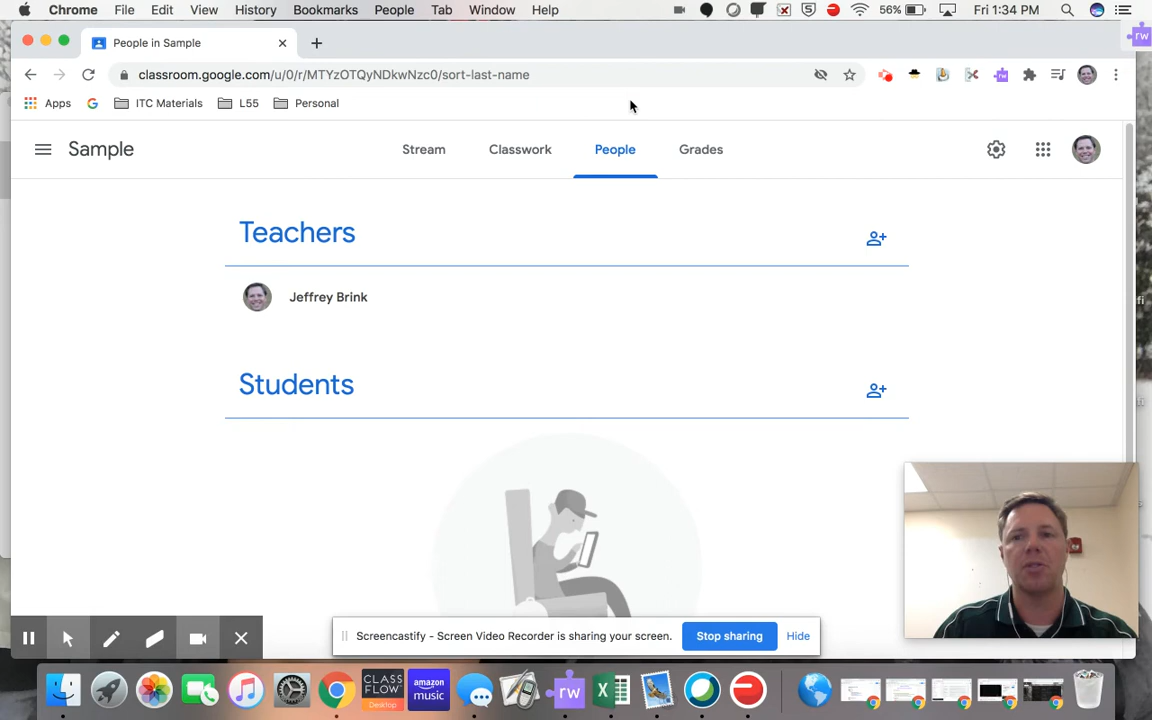 Chrome File Edit View History Bookmarks People Tab Window Help 56% Fri 1:34 PM
People in Sample
classroom.google.com/u/0/r/MTYzOTQyNDkwNzc0/sort-last-name
Apps ITC Materials L55 Personal
Sample Stream Classwork People Grades
Teachers
Jeffrey Brink
Students
Screencastify - Screen Video Recorder is sharing your screen. Stop sharing Hide
CLASS
FLOW
Desktop
amazon
music
rw